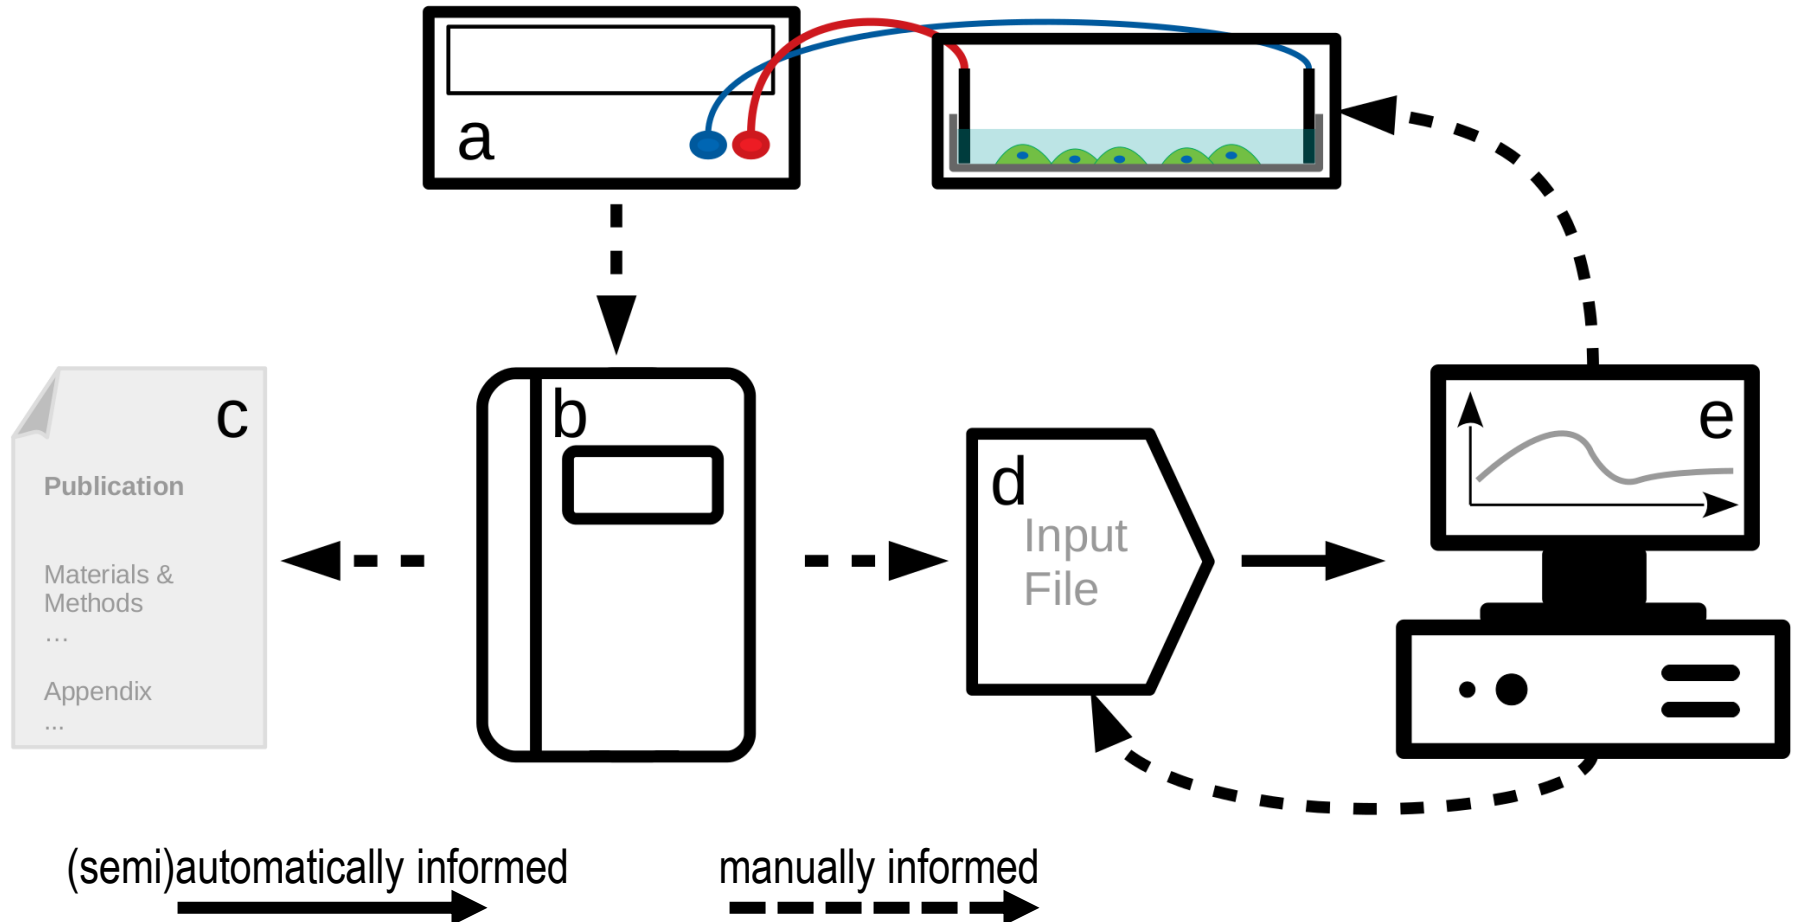 a
c
b
d
e
Publication
Materials &
Methods
...
Appendix
...
Input
File
(semi)automatically informed
manually informed